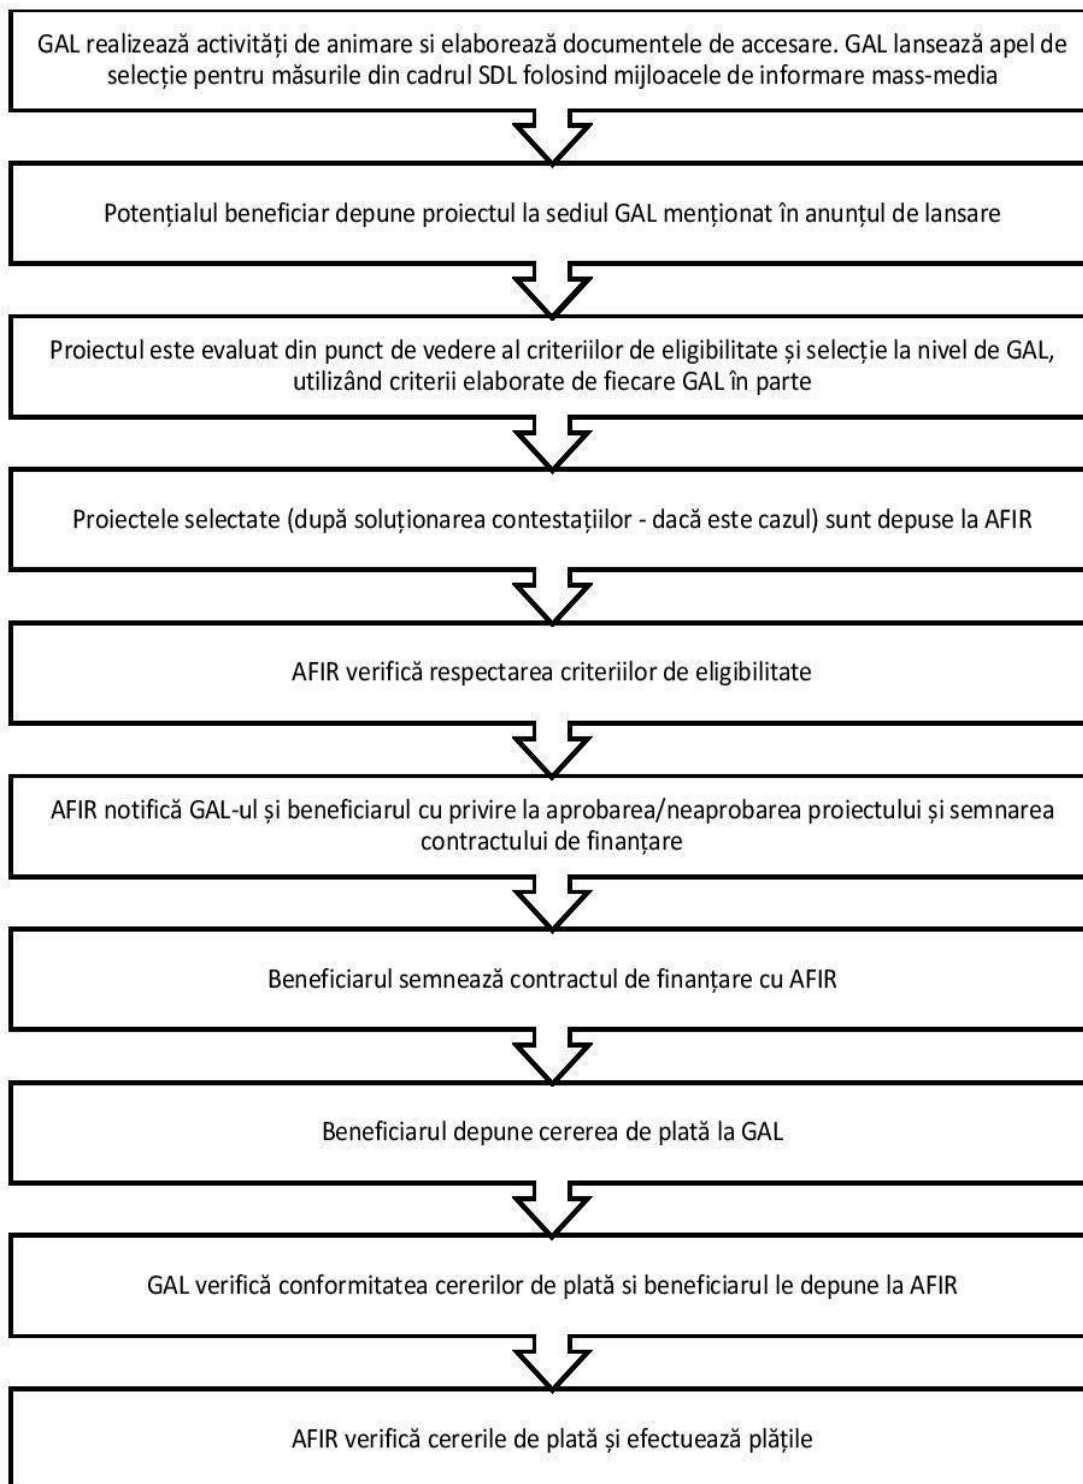 GAL realizează activități de animare si elaborează documentele de accesare. GAL lansează apel de
selecție pentru măsurile din cadrul SDL folosind mijloacele de informare mass-media
Potențialul beneficiar depune proiectul la sediul GAL menționat în anunțul de lansare
Proiectul este evaluat din punct de vedere al criteriilor de eligibilitate și selecție la nivel de GAL,
utilizând criterii elaborate de fiecare GAL în parte
Proiectele selectate (după soluționarea contestațiilor - dacă este cazul) sunt depuse la AFIR
AFIR verifică respectarea criteriilor de eligibilitate
AFIR notifică GAL-ul și beneficiarul cu privire la aprobarea/neaprobarea proiectului și semnarea
contractului de finanțare
Beneficiarul semnează contractul de finanțare cu AFIR
Beneficiarul depune cererea de plată la GAL
GAL verifică conformitatea cererilor de plată si beneficiarul le depune la AFIR
AFIR verifică cererile de plată și efectuează plățile